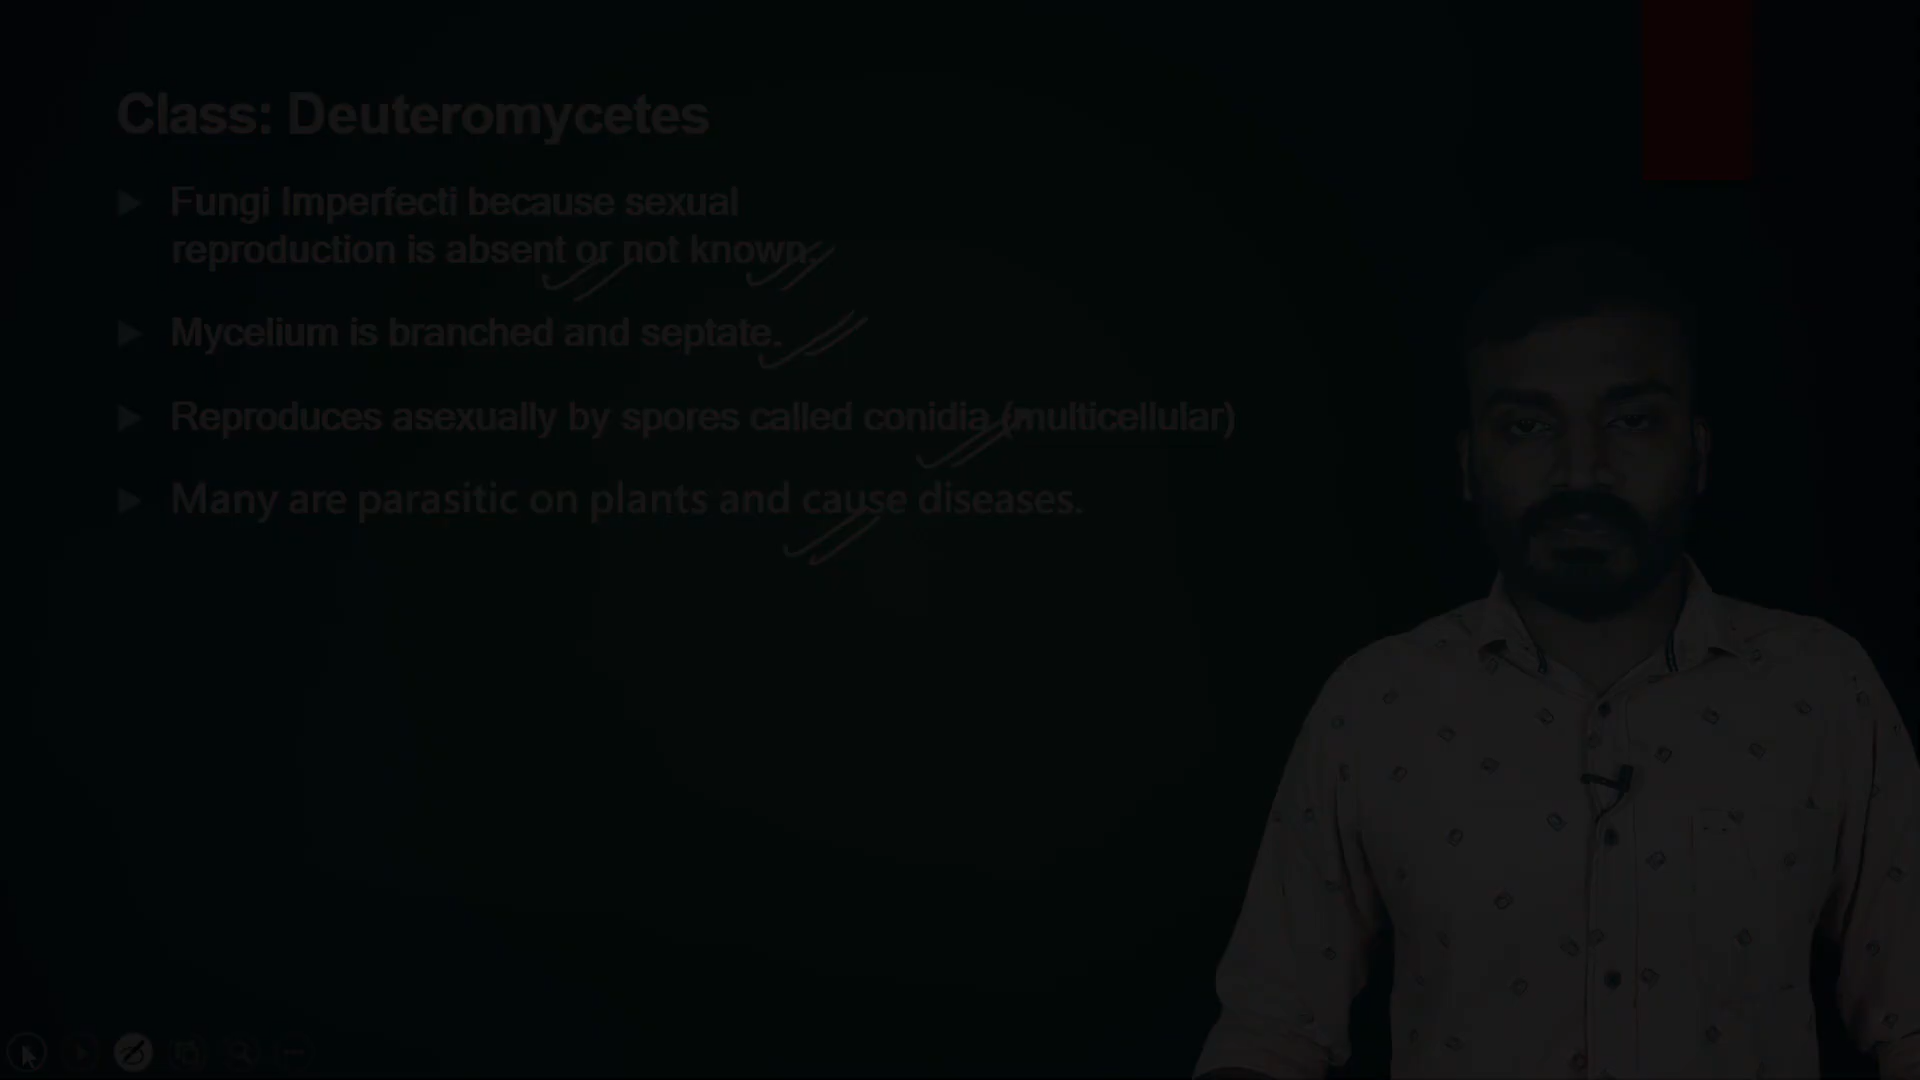 Class: Deuteromycetes
Fungi Imperfecti because sexual
reproduction is absent or not known.
Mycelium is branched and septate.
Reproduces asexually by spores called conidia (multicellular)
Many are parasitic on plants and cause diseases.